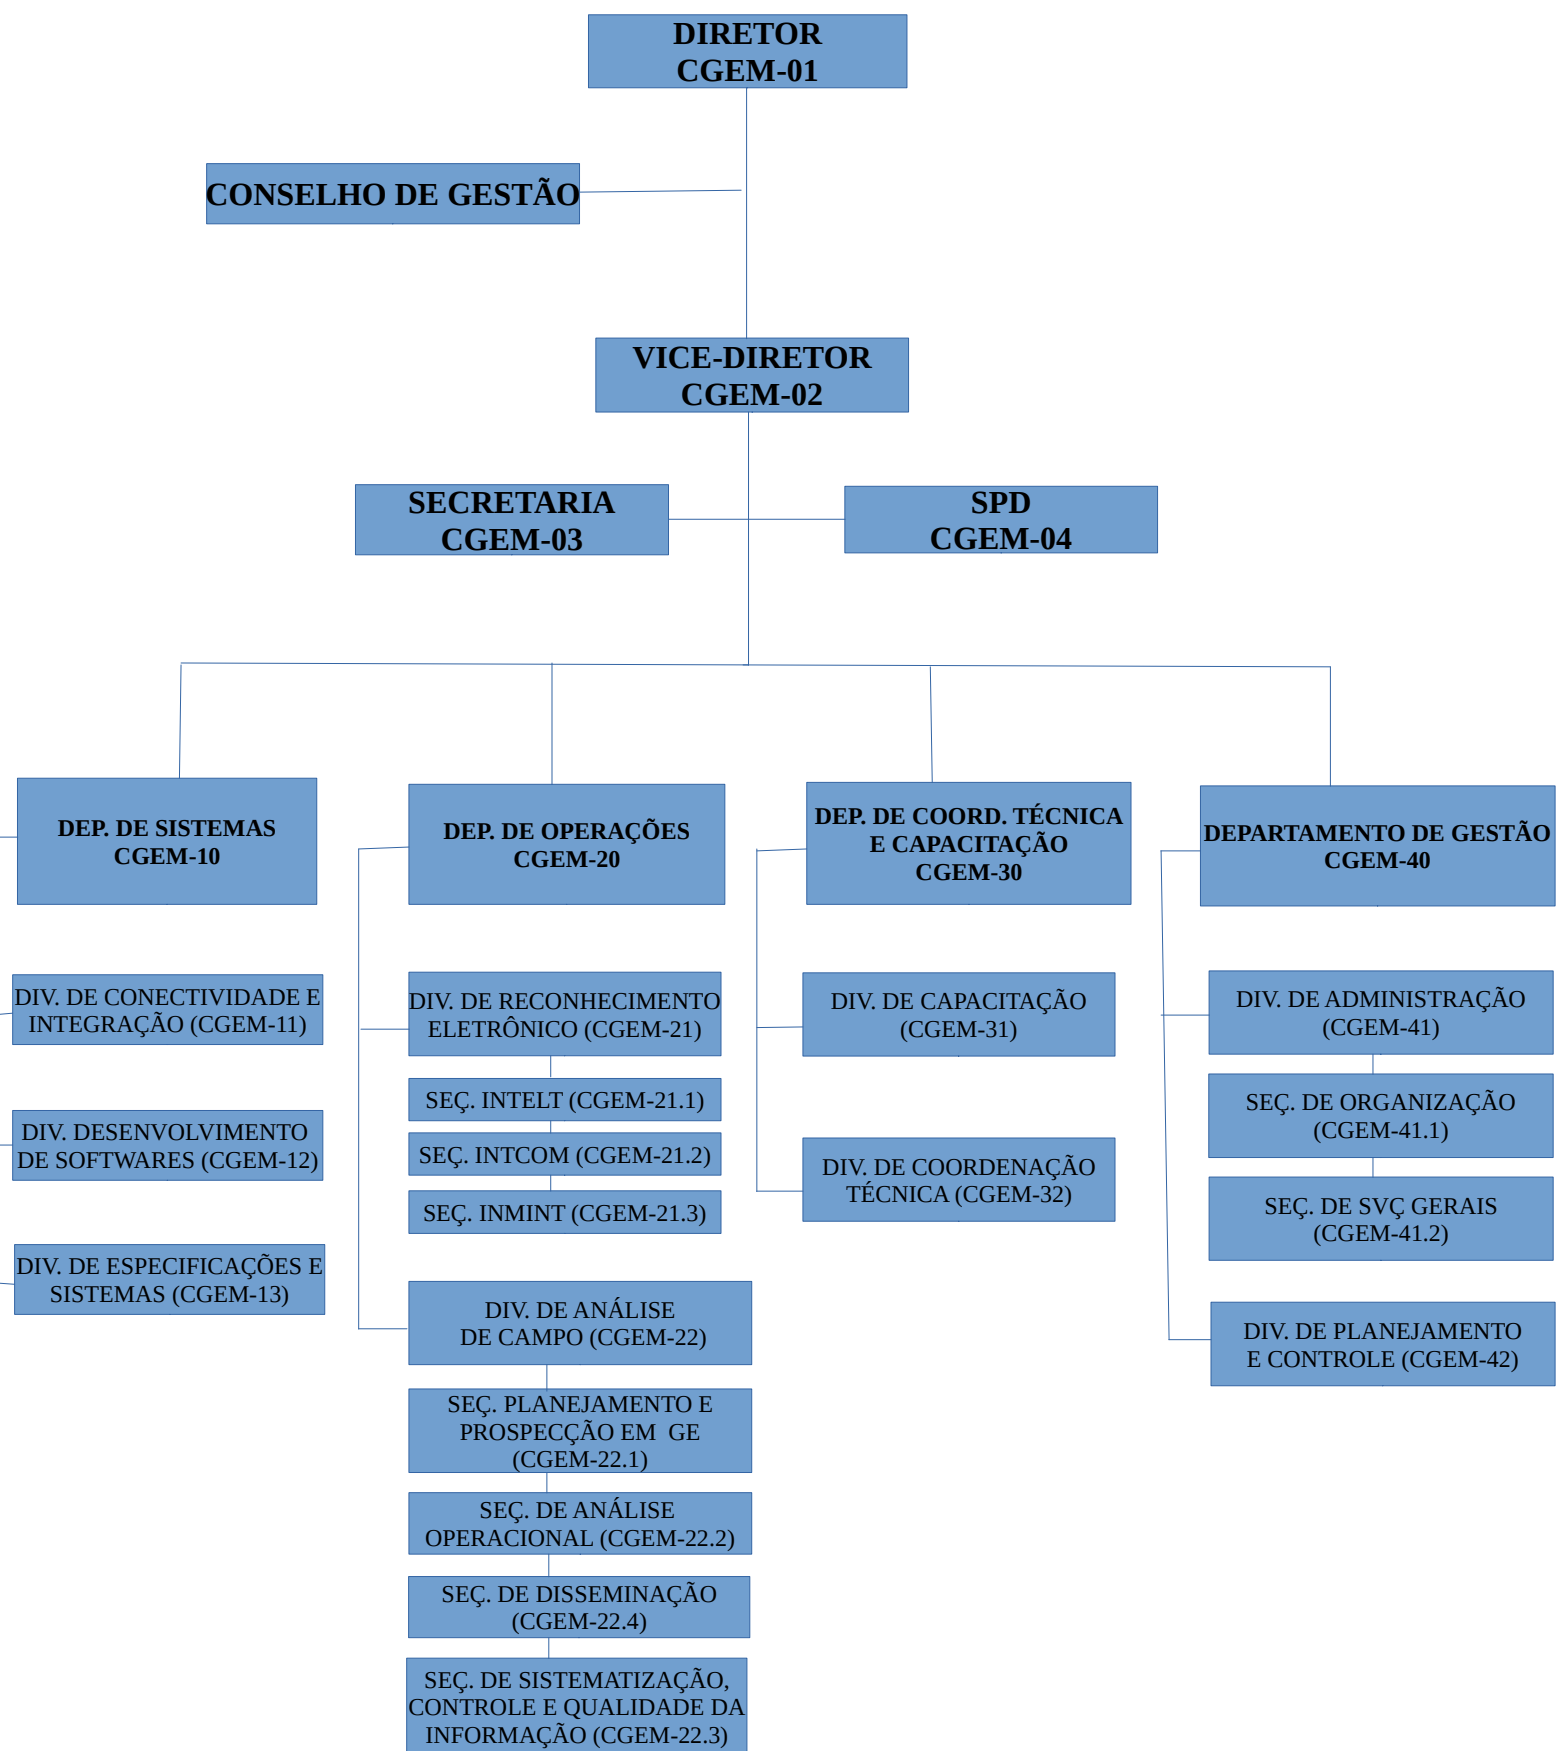 DIRETOR
CGEM-01
CONSELHO DE GESTÃO
VICE-DIRETOR
CGEM-02
SECRETARIA
CGEM-03
SPD
CGEM-04
DEP. DE SISTEMAS
CGEM-10
DEP. DE OPERAÇÕES
CGEM-20
DEP. DE COORD. TÉCNICA
E CAPACITAÇÃO
CGEM-30
DEPARTAMENTO DE GESTÃO
CGEM-40
DIV. DE CONECTIVIDADE E
INTEGRAÇÃO (CGEM-11)
DIV. DESENVOLVIMENTO
DE SOFTWARES (CGEM-12)
DIV. DE ESPECIFICAÇÕES E
SISTEMAS (CGEM-13)
DIV. DE RECONHECIMENTO
ELETRÔNICO (CGEM-21)
SEÇ. INTELT (CGEM-21.1)
SEÇ. INTCOM (CGEM-21.2)
SEÇ. INMINT (CGEM-21.3)
DIV. DE ANÁLISE
DE CAMPO (CGEM-22)
SEÇ. PLANEJAMENTO E
PROSPECÇÃO EM  GE
(CGEM-22.1)
SEÇ. DE ANÁLISE
OPERACIONAL (CGEM-22.2)
SEÇ. DE DISSEMINAÇÃO
(CGEM-22.4)
SEÇ. DE SISTEMATIZAÇÃO,
CONTROLE E QUALIDADE DA
INFORMAÇÃO (CGEM-22.3)
DIV. DE CAPACITAÇÃO
(CGEM-31)
DIV. DE COORDENAÇÃO
TÉCNICA (CGEM-32)
DIV. DE ADMINISTRAÇÃO
(CGEM-41)
SEÇ. DE ORGANIZAÇÃO
(CGEM-41.1)
SEÇ. DE SVÇ GERAIS
(CGEM-41.2)
DIV. DE PLANEJAMENTO
E CONTROLE (CGEM-42)